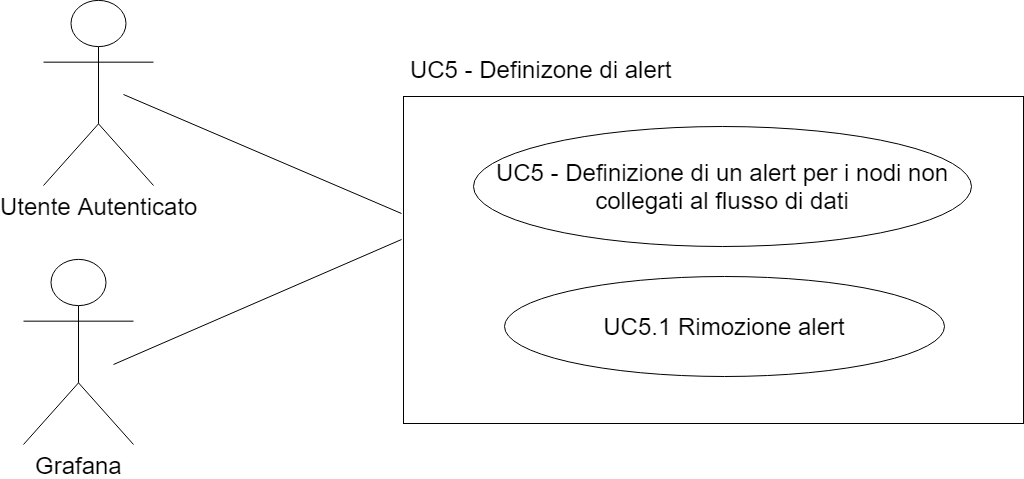 UC5 - Definizone di alert
UC5 - Definizione di un alert per i nodi non
collegati al flusso di dati
Utente Autenticato
UC5.1 Rimozione alert
Grafana